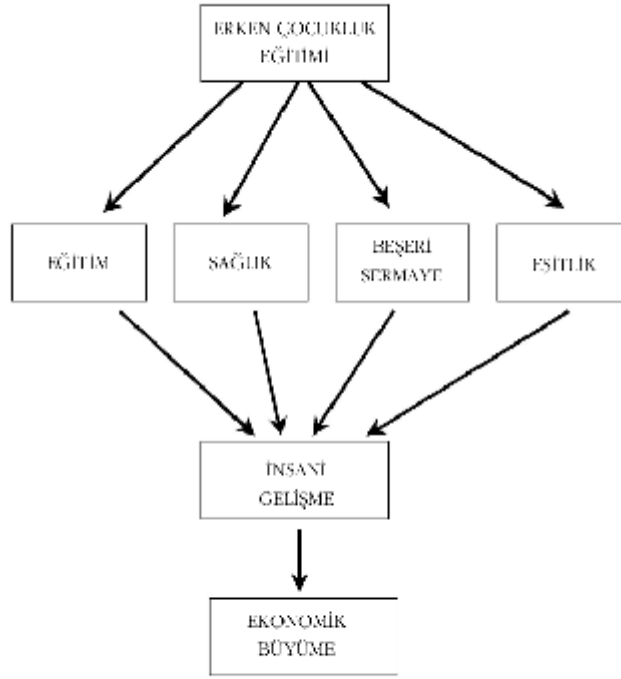 ERKEN ÇOCUKLUK
EĞİTİMİ
EĞİTİM
SAĞLIK
BEŞERİ
SERMAYE
EŞİTLİK
İNSANİ
GELİŞME
EKONOMİK
BÜYÜME